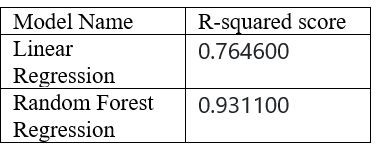 Model Name R-squared score
Linear 0.764600
Regression
Random Forest 0.931100
Regression